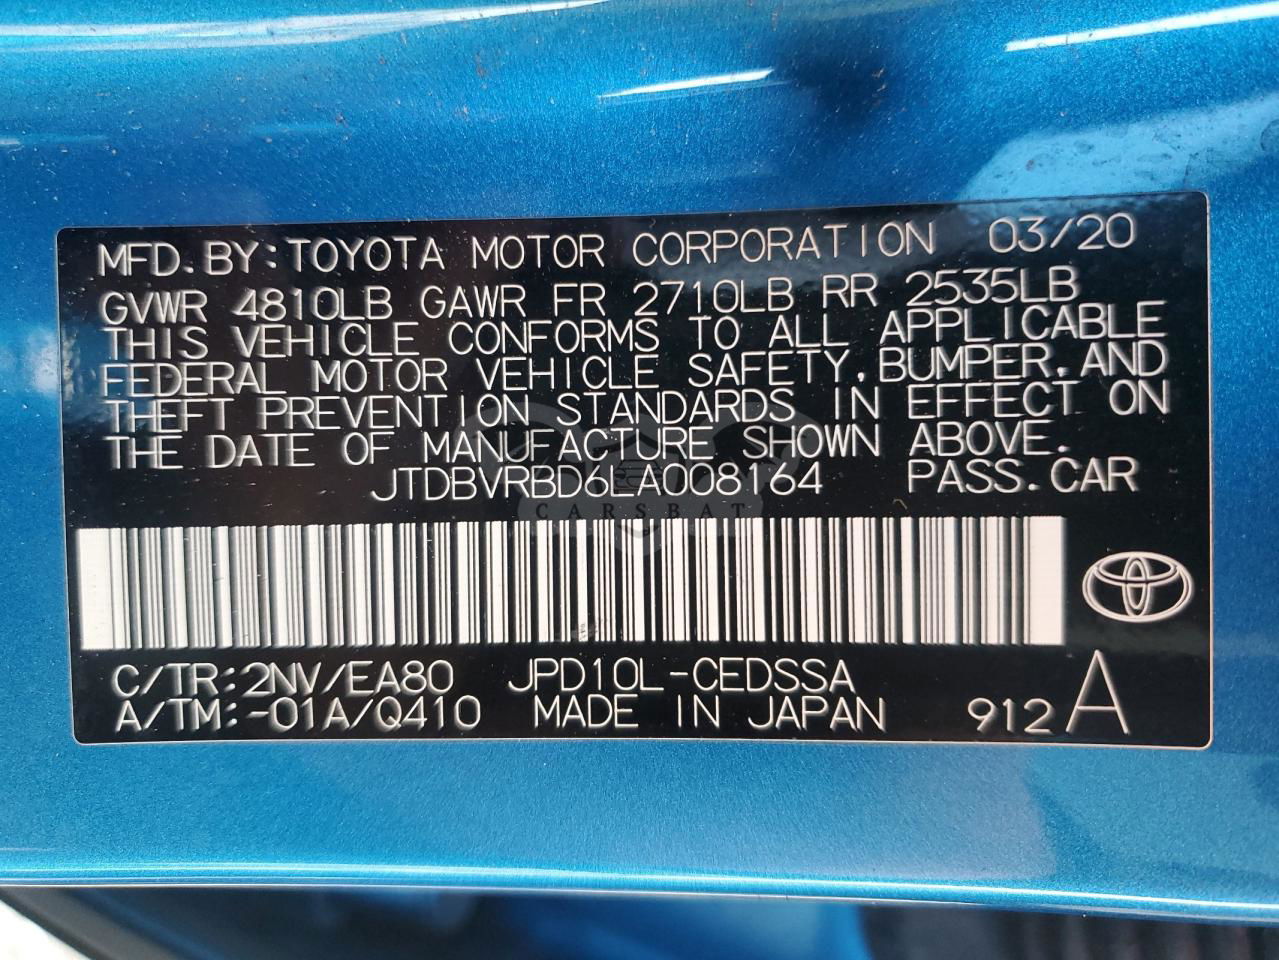 MFD.BY:TOYOTA MOTOR CORPORATION 03/20
GVWR 4810LB GAWR FR 2710LB RR 2535LB
THIS VEHICLE CONFORMS TO ALL APPLICABLE
FEDERAL MOTOR VEHICLE SAFETY,BUMPER,AND
THEFT PREVENTION STANDARDS IN EFFECT ON
THE DATE OF MANUFACTURE SHOWN ABOVE.
JTDBVRBD6LA008164 PASS.CAR
CARSBAT
C/TR:2NV/EA80 JPD10L-CEDSSA
A/TM:-01A/Q410 MADE IN JAPAN 912 A